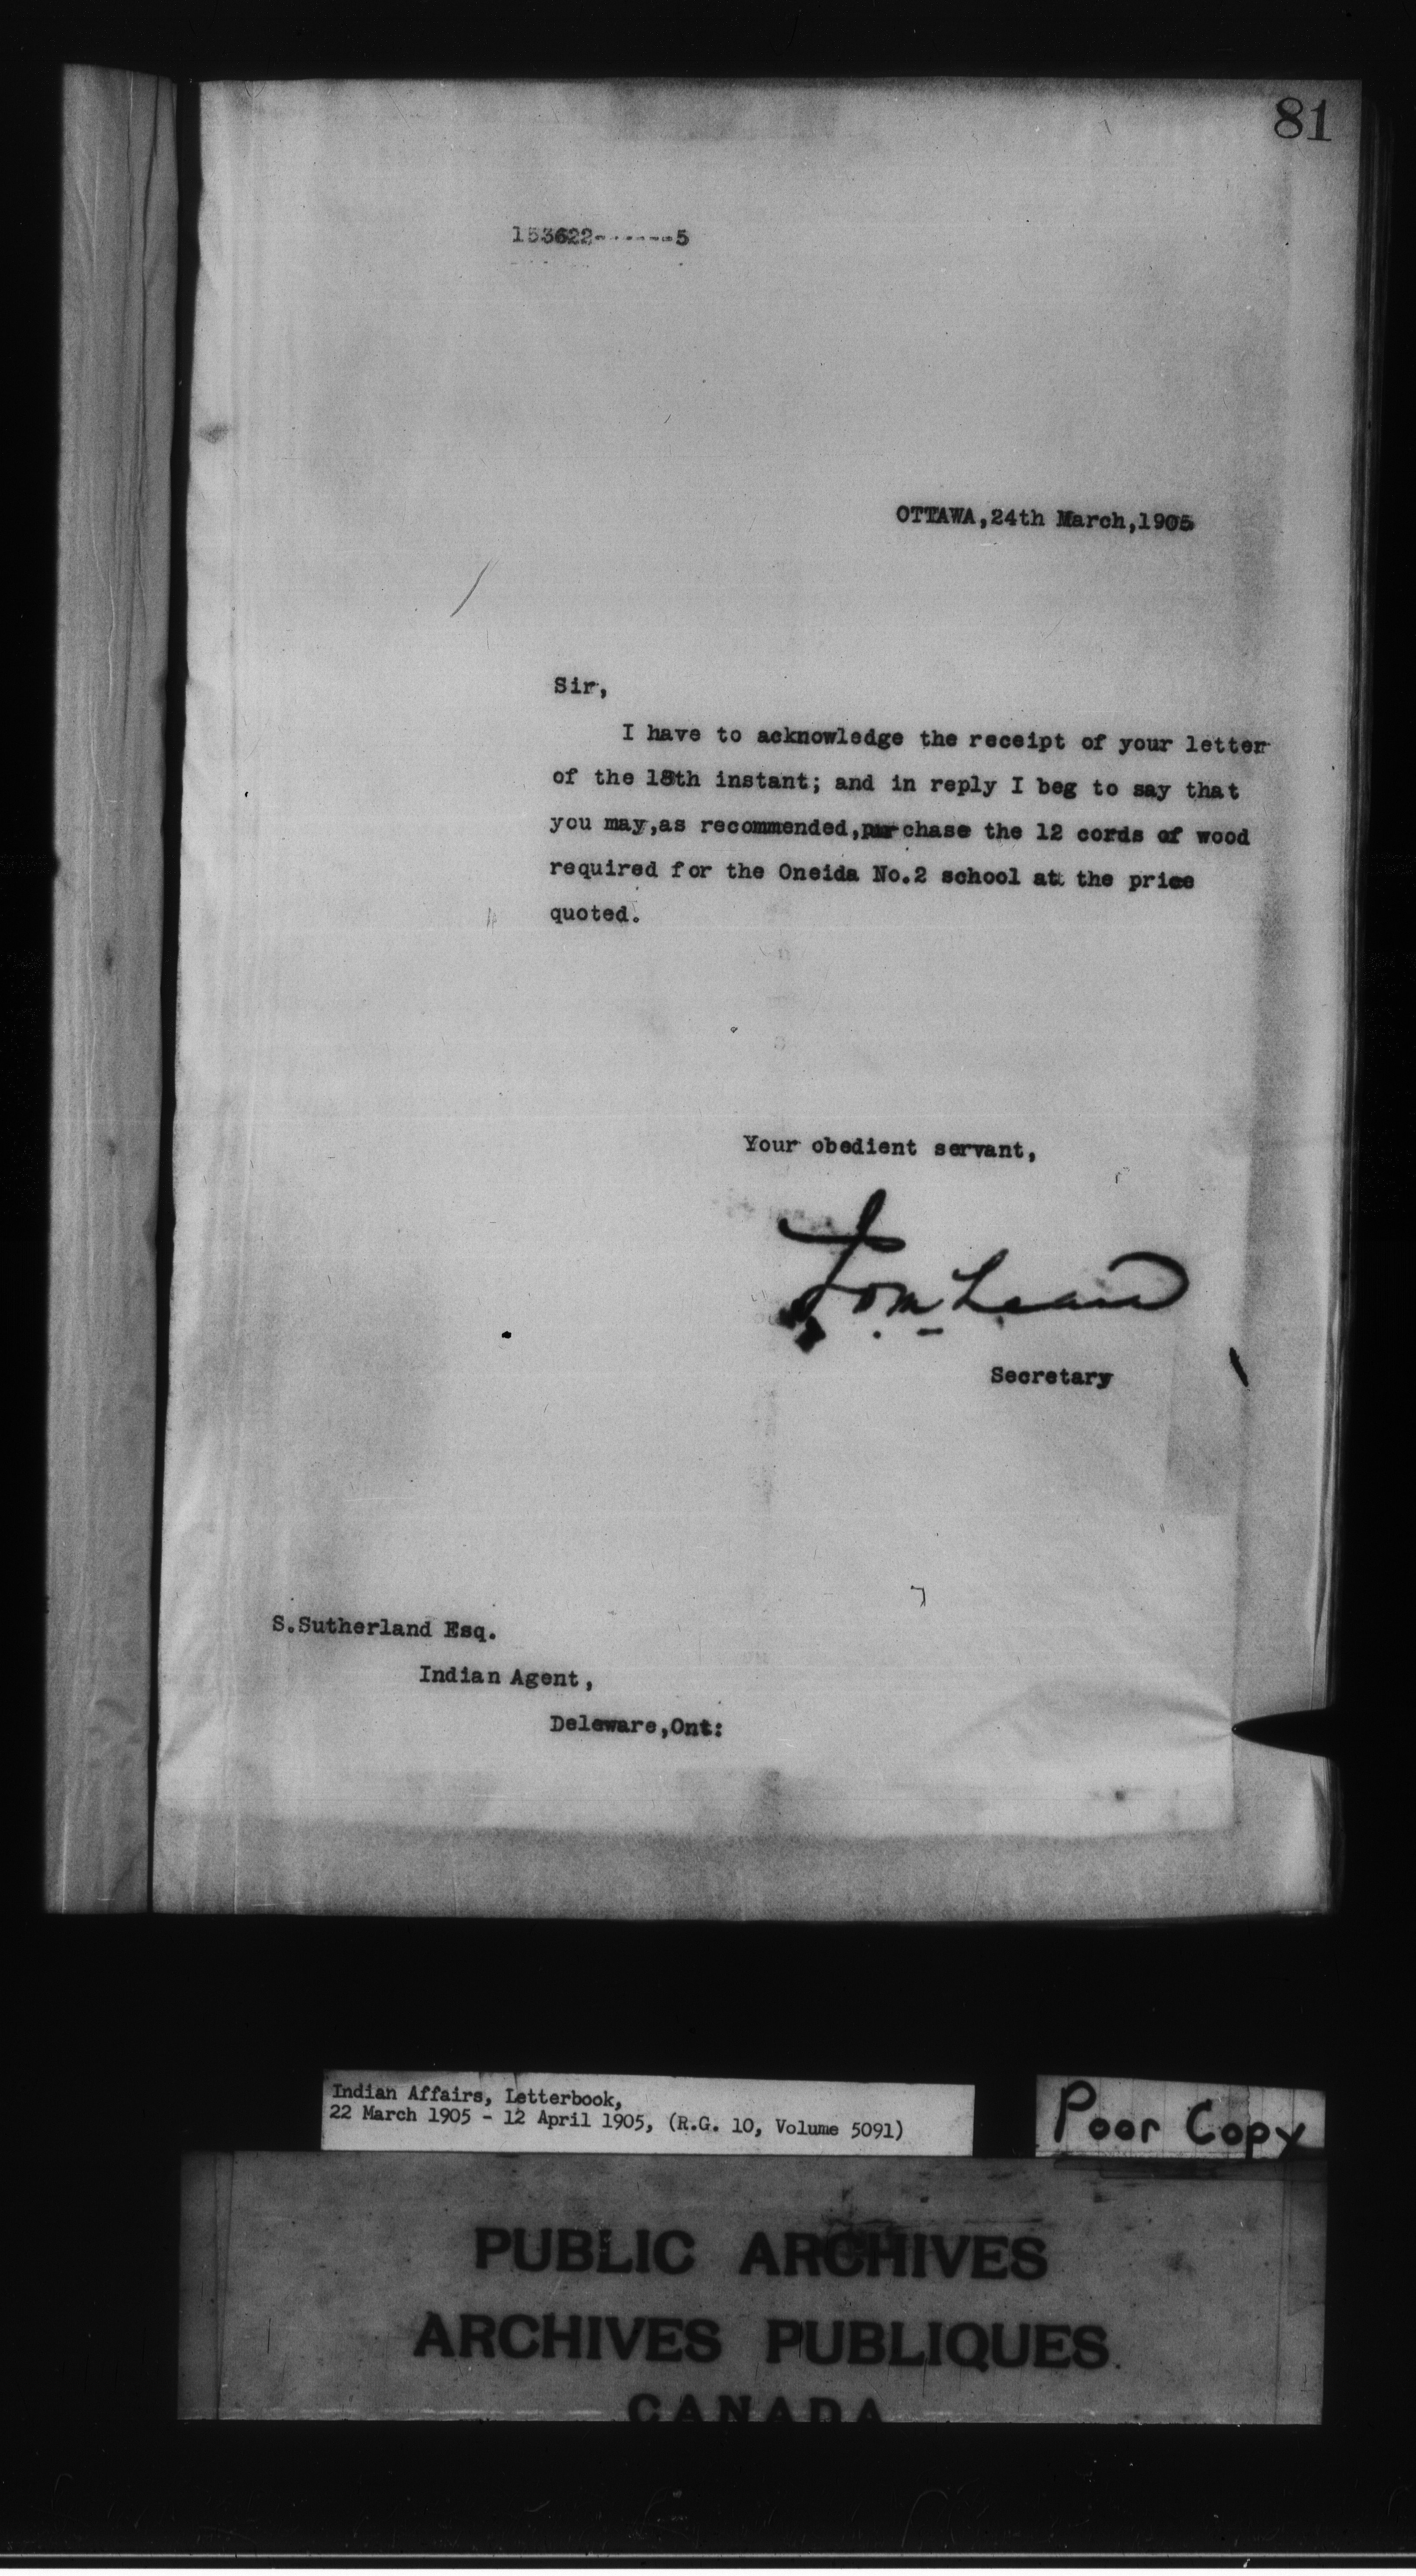 81
153622-------5
OTTAWA,24th March,1905
Sir,
I have to acknowledge the receipt of your letter
of the 18th instant; and in reply I beg to say that
you may,as recommended,purchase the 12 cords of wood
required for the Oneida No.2 school at the price
quoted.
Your obedient servant,
Secretary
S.Sutherland Esq.
Indian Agent,
Deleware,Ont:
Indian Affairs, Letterbook,
22 March 1905 - 12 April 1905, (R.G. 10, Volume 5091)
Poor Copy
PUBLIC ARCHIVES
ARCHIVES PUBLIQUES
CANADA